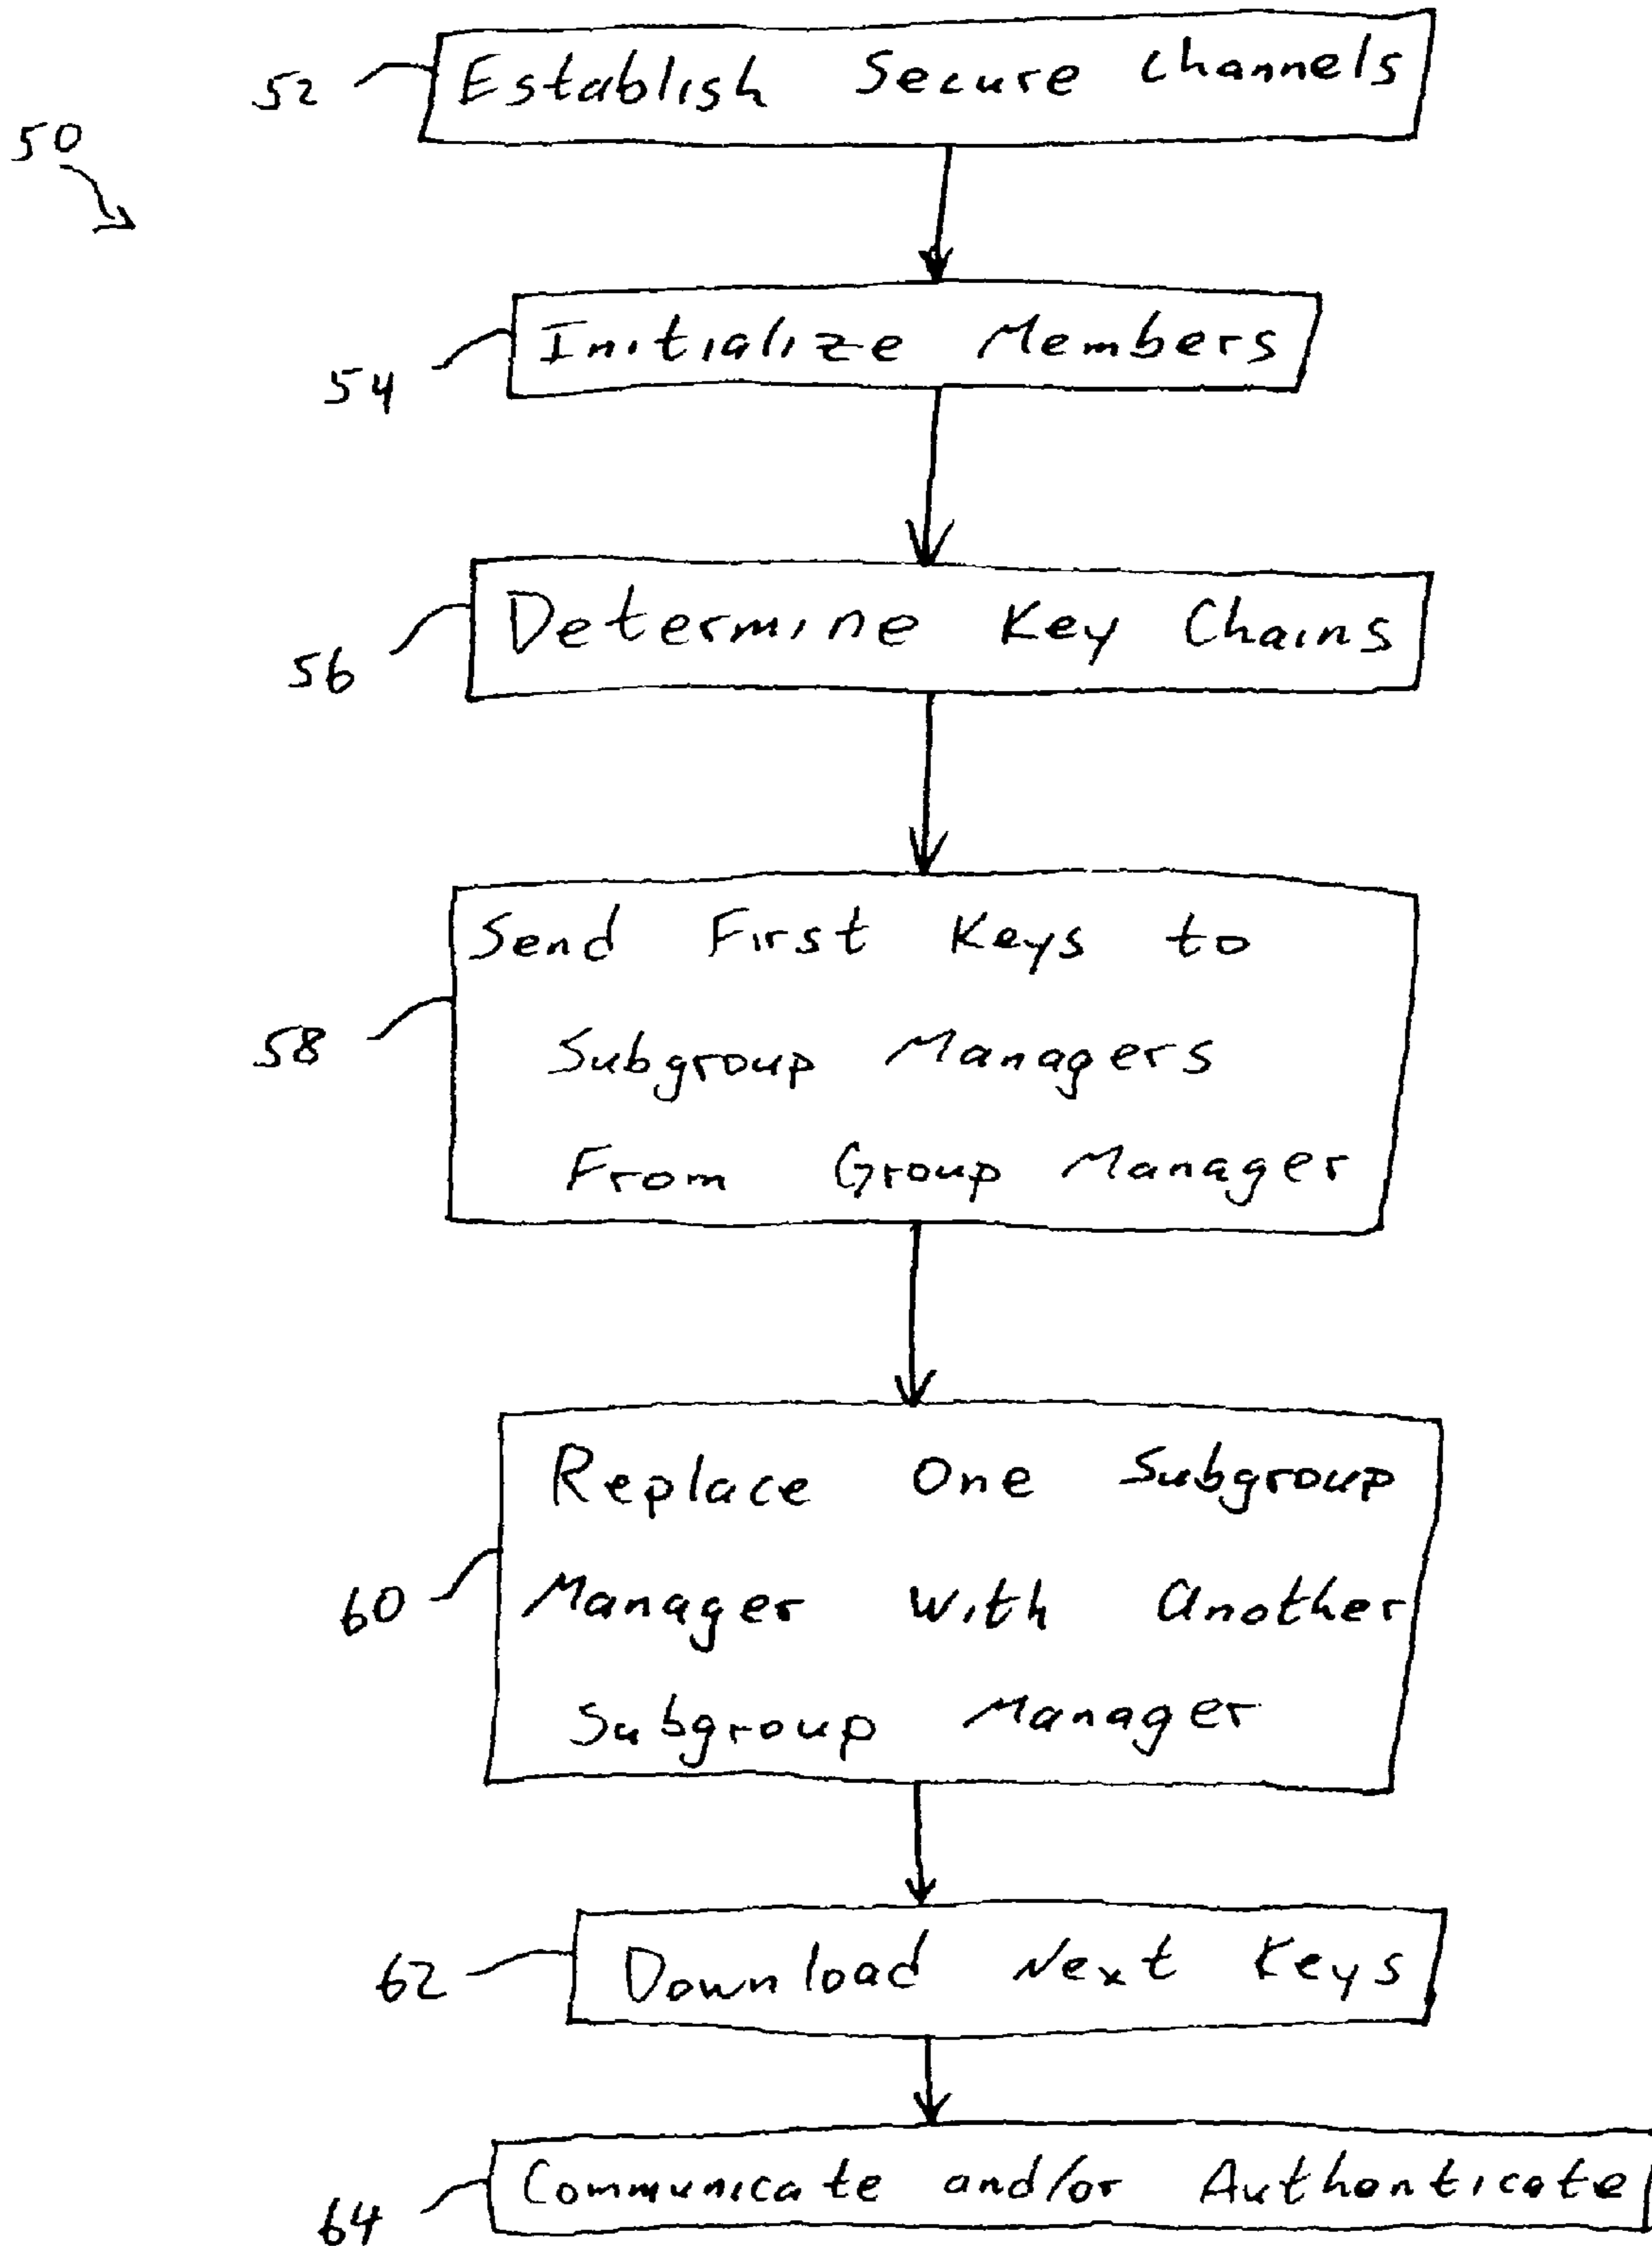 52 Establish Secure Channels
50
54 Initialize Members
56 Determine Key Chains
Send First Keys to
58 Subgroup Managers
From Group Manager
Replace One Subgroup
60 Manager With Another
Subgroup Manager
62 Download Next Keys
64 Communicate and/or Authenticate